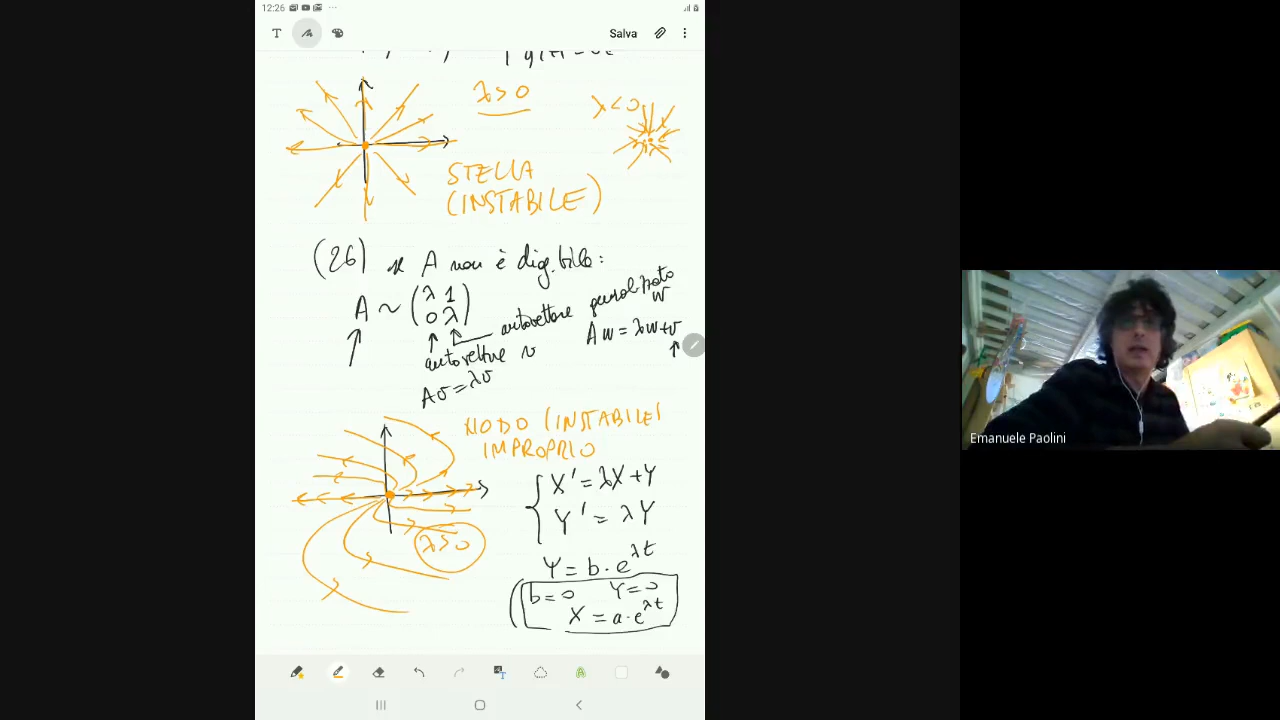 12:26
T
Salva
λ > 0
λ < 0
STELLA
(INSTABILE)
(26) se A non è diag.bile:
A ~ (λ 1
0 λ)
autovettore generalizzato
w
autovettore v
Aw = λw + v
Av = λv
NODO (INSTABILE)
IMPROPRIO
λ > 0
X' = λX + Y
Y' = λY
Y = b · e^λt
b = 0 Y = 0
X = a · e^λt
Emanuele Paolini